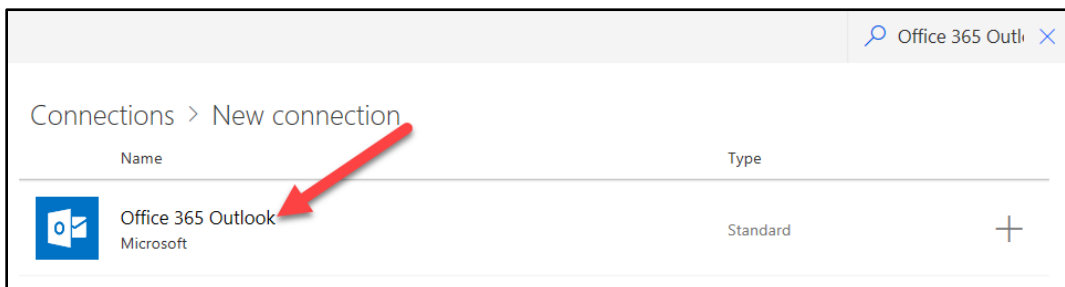 Office 365 Outl
Connections > New connection
Name Type
Office 365 Outlook
Microsoft
Standard